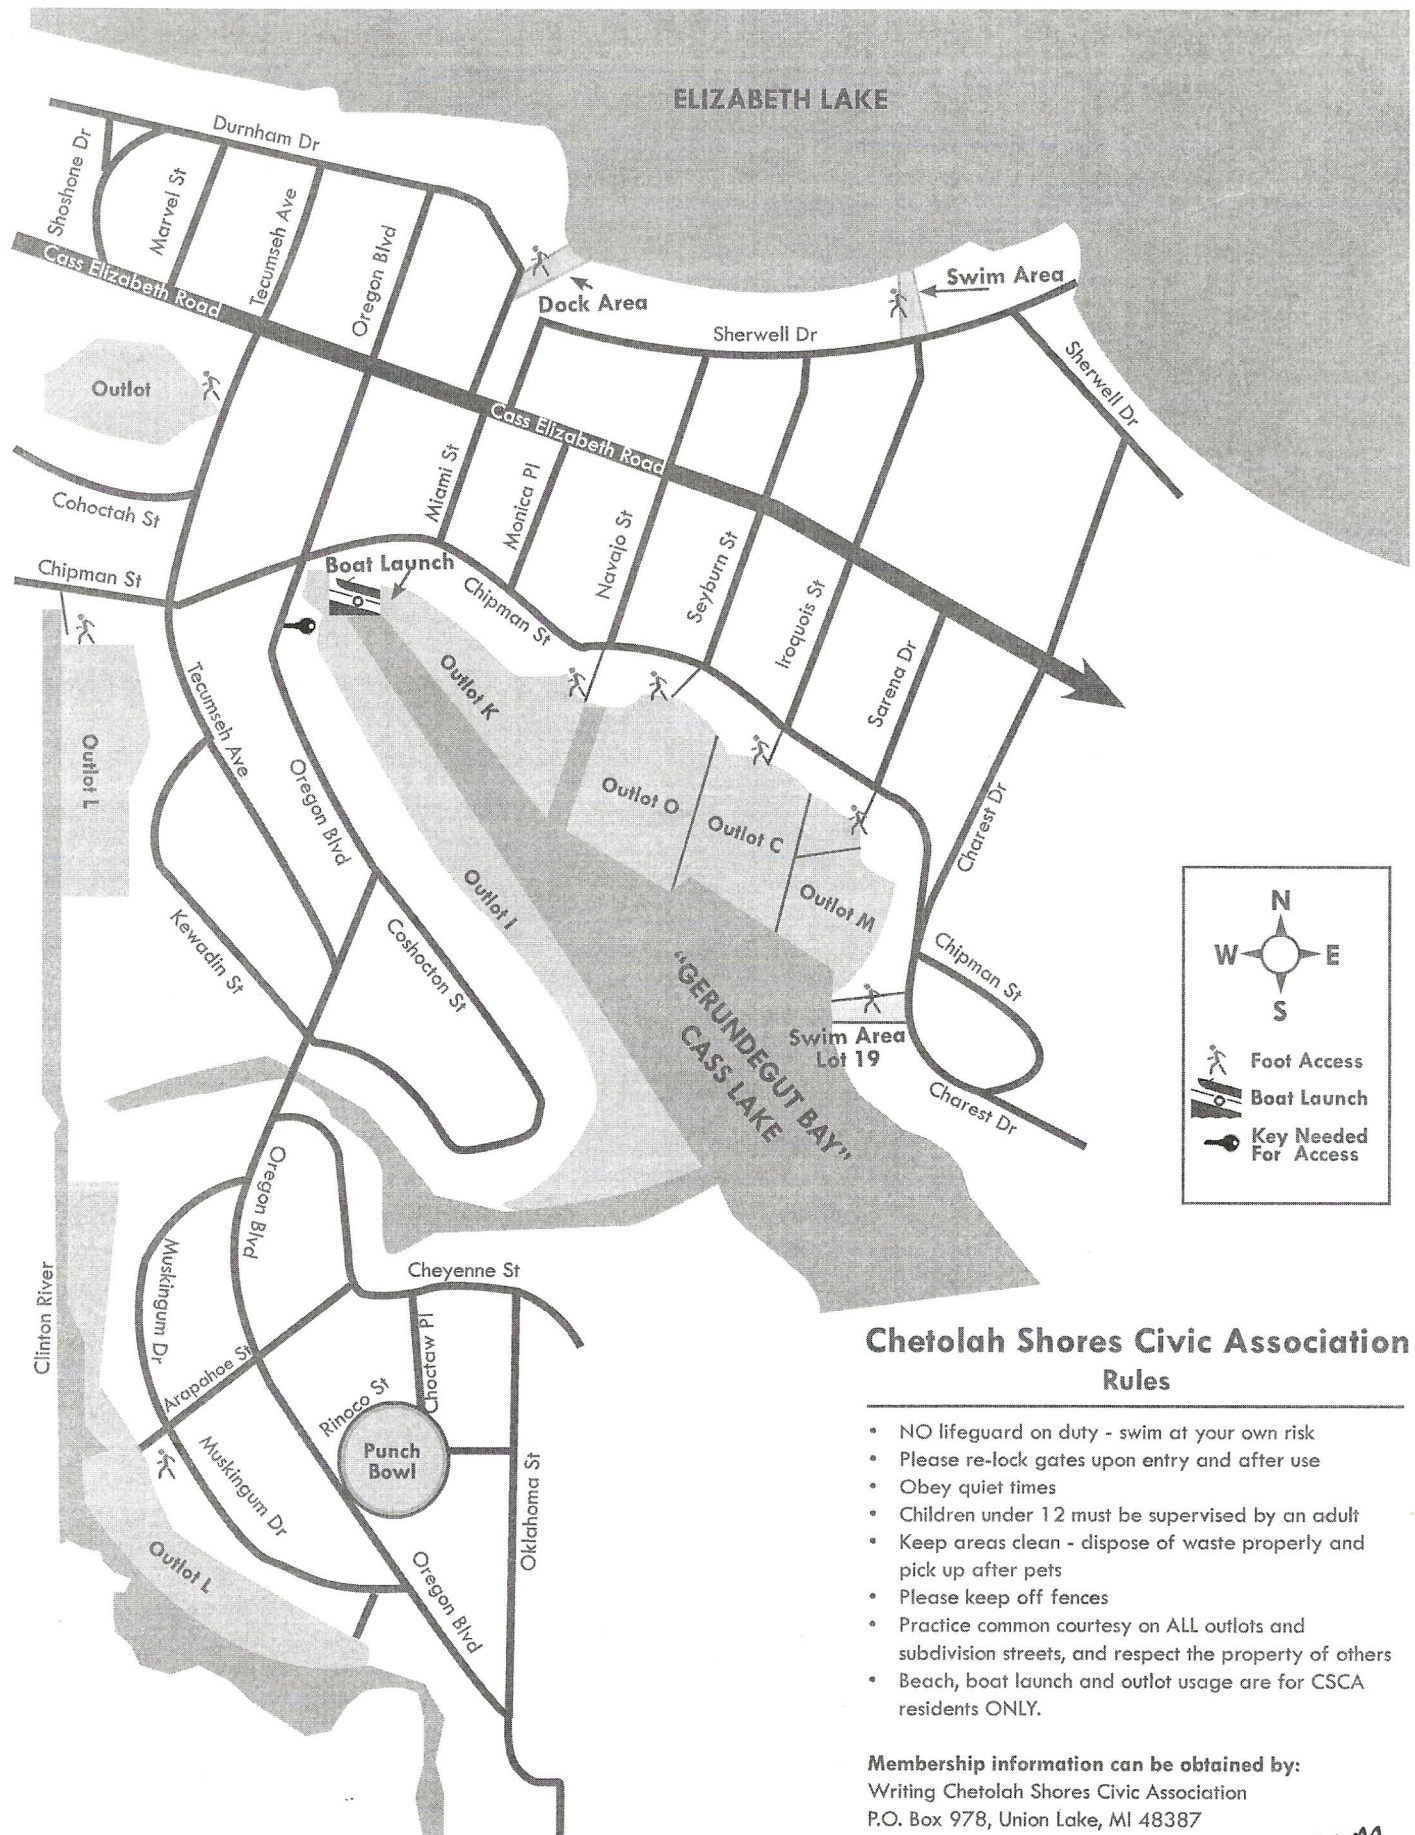 ELIZABETH LAKE
Durnham Dr
Shoshone Dr
Marvel St
Tecumseh Ave
Oregon Blvd
Cass Elizabeth Road
Dock Area
Swim Area
Sherwell Dr
Sherwell Dr
Outlot
Cass Elizabeth Road
Miami St
Monica Pl
Cohoctah St
Navajo St
Seyburn St
Chipman St
Boat Launch
Chipman St
Iroquois St
Sarena Dr
Outlot K
Tecumseh Ave
Outlot L
Oregon Blvd
Outlot O
Outlot C
Charest Dr
Outlot I
Outlot M
Kewadin St
Coshocton St
Chipman St
"GERUNDEGUT BAY"
CASS LAKE
Swim Area
Lot 19
Charest Dr
N
W
E
S
Foot Access
Boat Launch
Key Needed
For Access
Oregon Blvd
Muskingum Dr
Clinton River
Cheyenne St
Choctaw Pl
Arapahoe St
Rinoco St
Punch
Bowl
Muskingum Dr
Oklahoma St
Outlot L
Oregon Blvd
Chetolah Shores Civic Association
Rules
• NO lifeguard on duty - swim at your own risk
• Please re-lock gates upon entry and after use
• Obey quiet times
• Children under 12 must be supervised by an adult
• Keep areas clean - dispose of waste properly and
pick up after pets
• Please keep off fences
• Practice common courtesy on ALL outlots and
subdivision streets, and respect the property of others
• Beach, boat launch and outlot usage are for CSCA
residents ONLY.
Membership information can be obtained by:
Writing Chetolah Shores Civic Association
P.O. Box 978, Union Lake, MI 48387